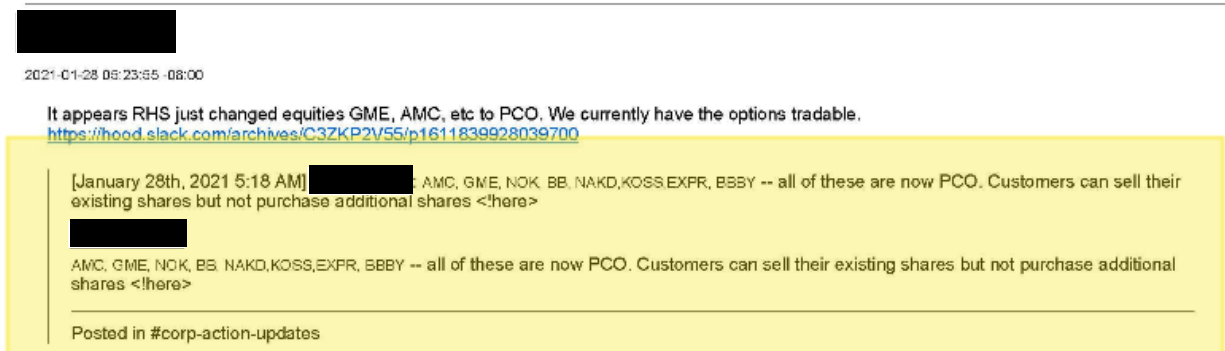 2021-01-28 05:23:55 -08:00
It appears RHS just changed equities GME, AMC, etc to PCO. We currently have the options tradable.
https://hood.slack.com/archives/C3ZKP2V55/p1611839928039700
[January 28th, 2021 5:18 AM] : AMC, GME, NOK, BB, NAKD,KOSS,EXPR, BBBY -- all of these are now PCO. Customers can sell their
existing shares but not purchase additional shares <!here>
AMC, GME, NOK, BB, NAKD,KOSS,EXPR, BBBY -- all of these are now PCO. Customers can sell their existing shares but not purchase additional
shares <!here>
Posted in #corp-action-updates